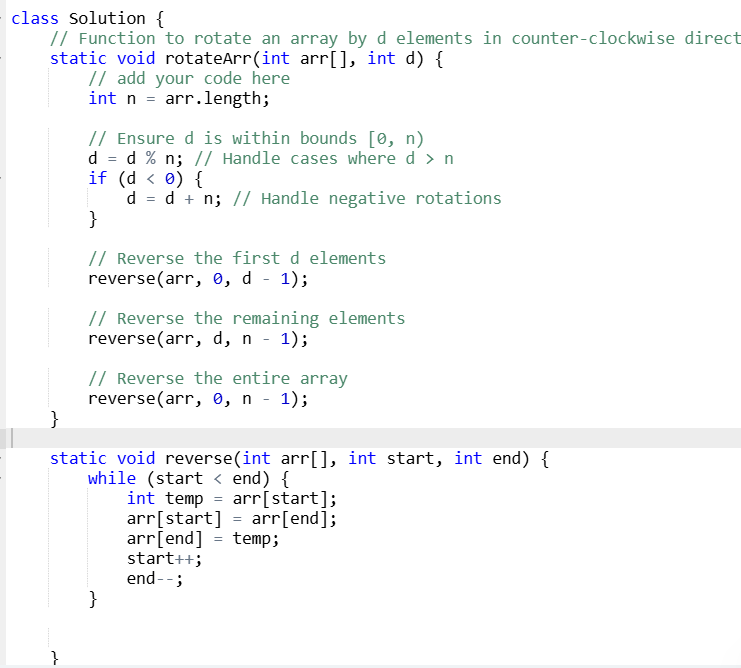 class Solution {
    // Function to rotate an array by d elements in counter-clockwise direct
    static void rotateArr(int arr[], int d) {
        // add your code here
        int n = arr.length;

        // Ensure d is within bounds [0, n)
        d = d % n; // Handle cases where d > n
        if (d < 0) {
            d = d + n; // Handle negative rotations
        }

        // Reverse the first d elements
        reverse(arr, 0, d - 1);

        // Reverse the remaining elements
        reverse(arr, d, n - 1);

        // Reverse the entire array
        reverse(arr, 0, n - 1);
    }

    static void reverse(int arr[], int start, int end) {
        while (start < end) {
            int temp = arr[start];
            arr[start] = arr[end];
            arr[end] = temp;
            start++;
            end--;
        }


    }